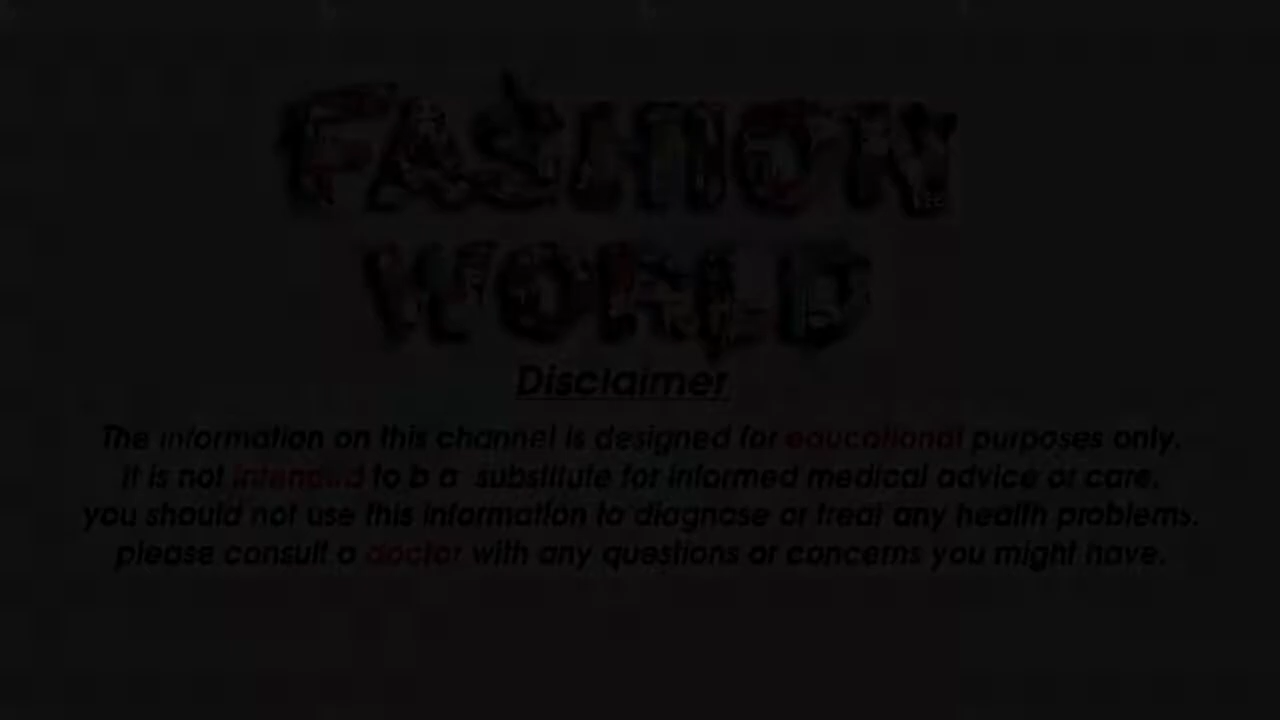 FASHION
WORLD
Disclaimer
The information on this channel is designed for educational purposes only.
it is not intended to b a substitute for informed medical advice or care.
you should not use this information to diagnose or treat any health problems.
please consult a doctor with any questions or concerns you might have.